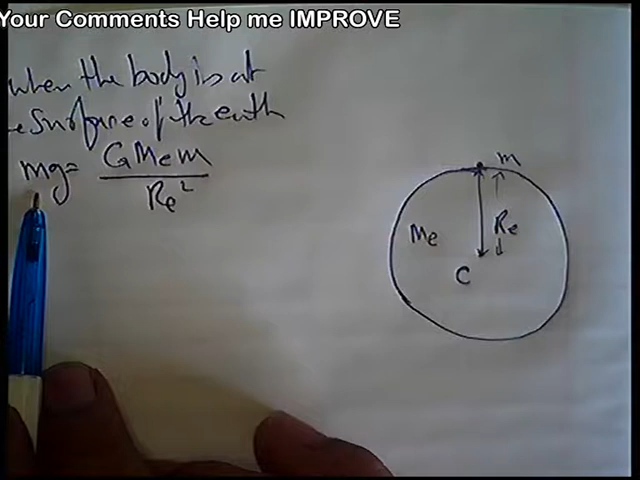 Your Comments Help me IMPROVE
when the body is at
e surface of the earth
mg = GMem
Re²
m
Me
Re
C